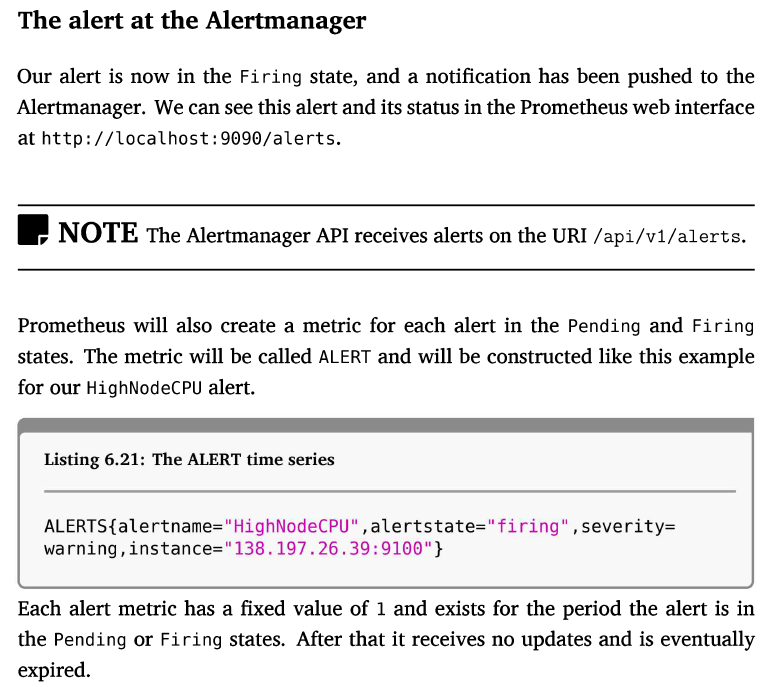 The alert at the Alertmanager
Our alert is now in the Firing state, and a notification has been pushed to the
Alertmanager. We can see this alert and its status in the Prometheus web interface
at http://localhost:9090/alerts.
NOTE The Alertmanager API receives alerts on the URI /api/v1/alerts.
Prometheus will also create a metric for each alert in the Pending and Firing
states. The metric will be called ALERT and will be constructed like this example
for our HighNodeCPU alert.
Listing 6.21: The ALERT time series
ALERTS{alertname="HighNodeCPU",alertstate="firing",severity=
warning,instance="138.197.26.39:9100"}
Each alert metric has a fixed value of 1 and exists for the period the alert is in
the Pending or Firing states. After that it receives no updates and is eventually
expired.